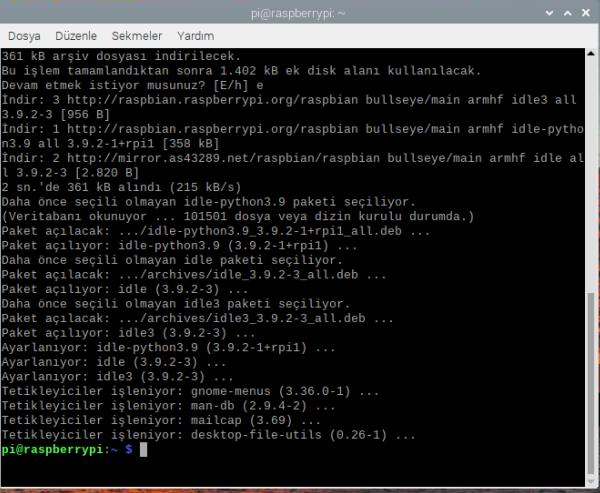 pi@raspberrypi: ~
Dosya Düzenle Sekmeler Yardım
361 kB arşiv dosyası indirilecek.
Bu işlem tamamlandıktan sonra 1.402 kB ek disk alanı kullanılacak.
Devam etmek istiyor musunuz? [E/h] e
İndir: 3 http://raspbian.raspberrypi.org/raspbian bullseye/main armhf idle3 all
3.9.2-3 [956 B]
İndir: 1 http://raspbian.raspberrypi.org/raspbian bullseye/main armhf idle-pytho
n3.9 all 3.9.2-1+rpi1 [358 kB]
İndir: 2 http://mirror.as43289.net/raspbian/raspbian bullseye/main armhf idle al
l 3.9.2-3 [2.820 B]
2 sn.'de 361 kB alındı (215 kB/s)
Daha önce seçili olmayan idle-python3.9 paketi seçiliyor.
(Veritabanı okunuyor ... 101501 dosya veya dizin kurulu durumda.)
Paket açılacak: .../idle-python3.9_3.9.2-1+rpi1_all.deb ...
Paket açılıyor: idle-python3.9 (3.9.2-1+rpi1) ...
Daha önce seçili olmayan idle paketi seçiliyor.
Paket açılacak: .../archives/idle_3.9.2-3_all.deb ...
Paket açılıyor: idle (3.9.2-3) ...
Daha önce seçili olmayan idle3 paketi seçiliyor.
Paket açılacak: .../archives/idle3_3.9.2-3_all.deb ...
Paket açılıyor: idle3 (3.9.2-3) ...
Ayarlanıyor: idle-python3.9 (3.9.2-1+rpi1) ...
Ayarlanıyor: idle (3.9.2-3) ...
Ayarlanıyor: idle3 (3.9.2-3) ...
Tetikleyiciler işleniyor: gnome-menus (3.36.0-1) ...
Tetikleyiciler işleniyor: man-db (2.9.4-2) ...
Tetikleyiciler işleniyor: mailcap (3.69) ...
Tetikleyiciler işleniyor: desktop-file-utils (0.26-1) ...
pi@raspberrypi:~ $